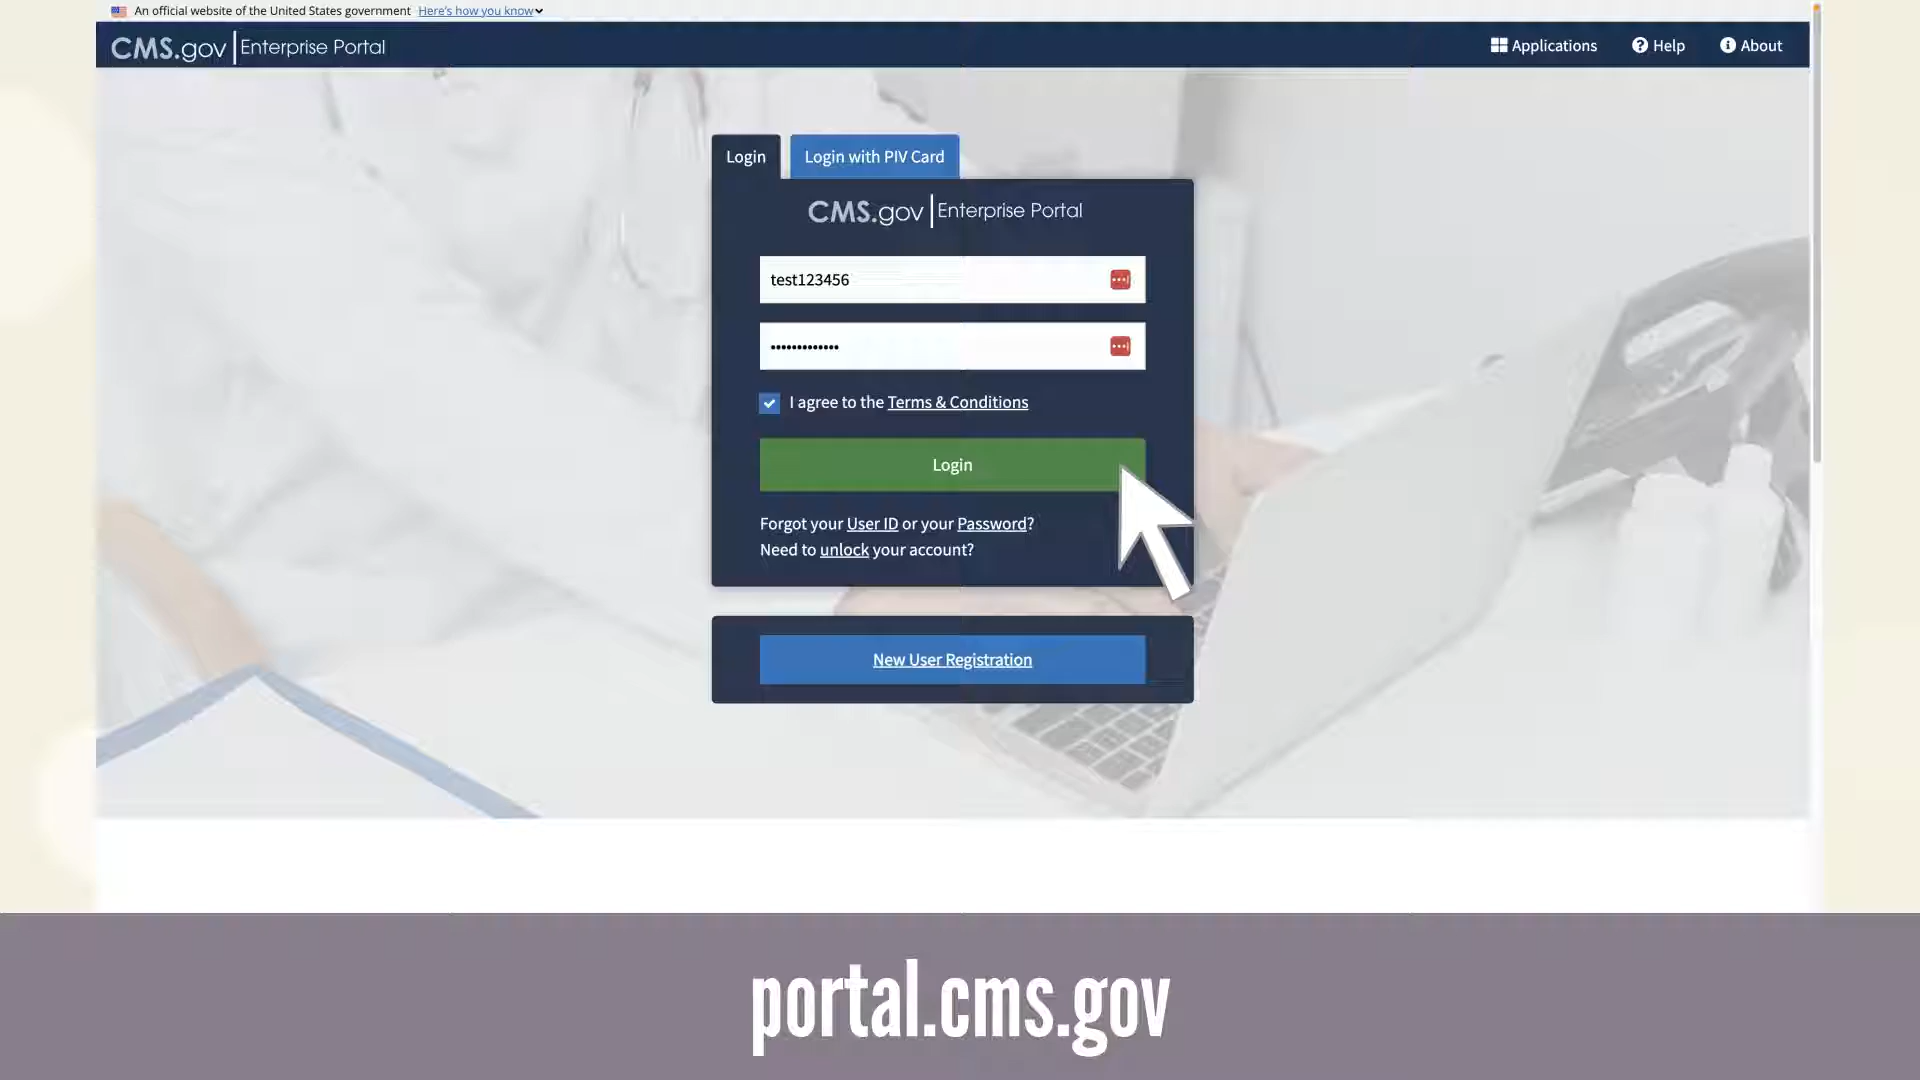 An official website of the United States government Here's how you know
CMS.gov Enterprise Portal
Applications Help About
Login Login with PIV Card
CMS.gov Enterprise Portal
test123456
•••••••••••••
I agree to the Terms & Conditions
Login
Forgot your User ID or your Password?
Need to unlock your account?
New User Registration
portal.cms.gov